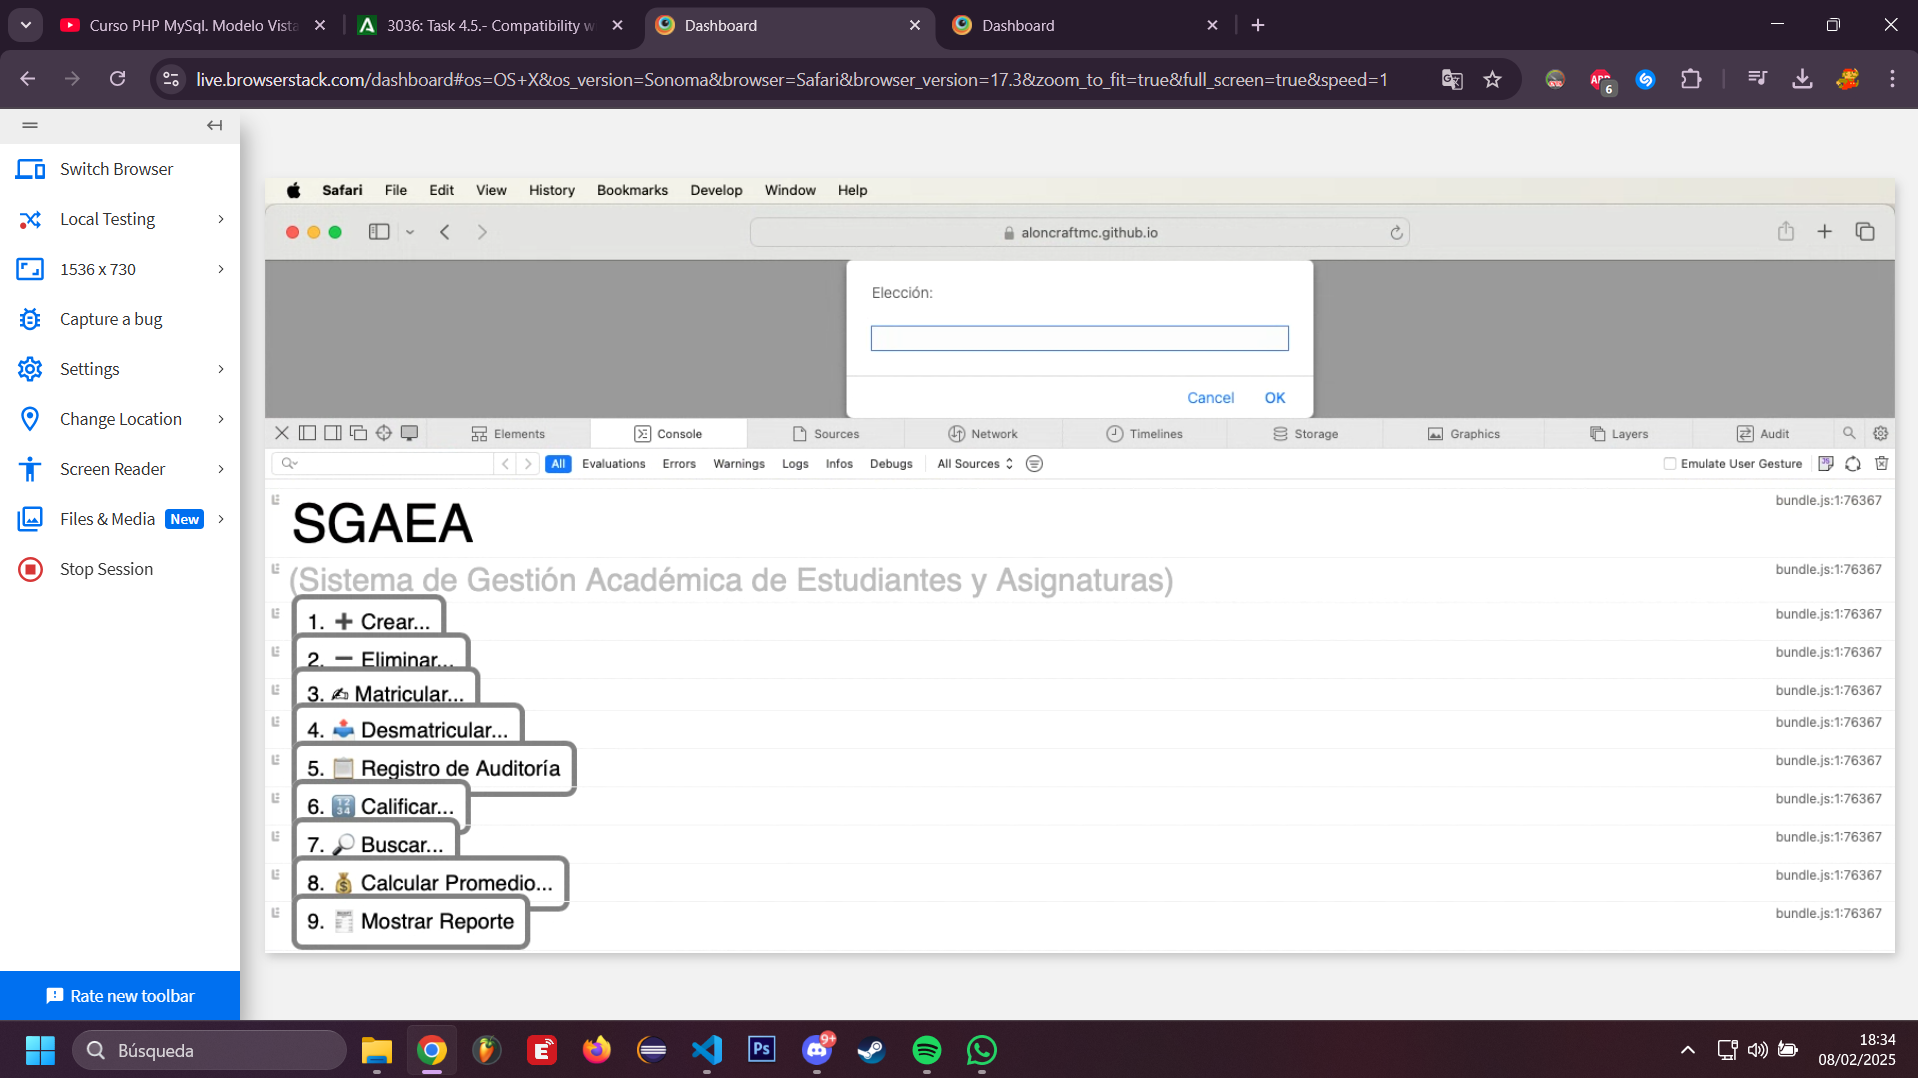 Curso PHP MySql. Modelo Vista
3036: Task 4.5.- Compatibility w
Dashboard
Dashboard
live.browserstack.com/dashboard#os=OS+X&os_version=Sonoma&browser=Safari&browser_version=17.3&zoom_to_fit=true&full_screen=true&speed=1
6
Switch Browser
Local Testing
1536 x 730
Capture a bug
Settings
Change Location
Screen Reader
Files & Media New
Stop Session
Rate new toolbar
Safari File Edit View History Bookmarks Develop Window Help
aloncraftmc.github.io
Elección:
Cancel OK
Elements Console Sources Network Timelines Storage Graphics Layers Audit
All Evaluations Errors Warnings Logs Infos Debugs All Sources Emulate User Gesture
SGAEA bundle.js:1:76367
(Sistema de Gestión Académica de Estudiantes y Asignaturas) bundle.js:1:76367
1. ➕ Crear... bundle.js:1:76367
2. ➖ Eliminar... bundle.js:1:76367
3. ✍ Matricular... bundle.js:1:76367
4. 📤 Desmatricular... bundle.js:1:76367
5. 📋 Registro de Auditoría bundle.js:1:76367
6. 🔢 Calificar... bundle.js:1:76367
7. 🔎 Buscar... bundle.js:1:76367
8. 💰 Calcular Promedio... bundle.js:1:76367
9. 🧾 Mostrar Reporte bundle.js:1:76367
Búsqueda
9+
18:34
08/02/2025